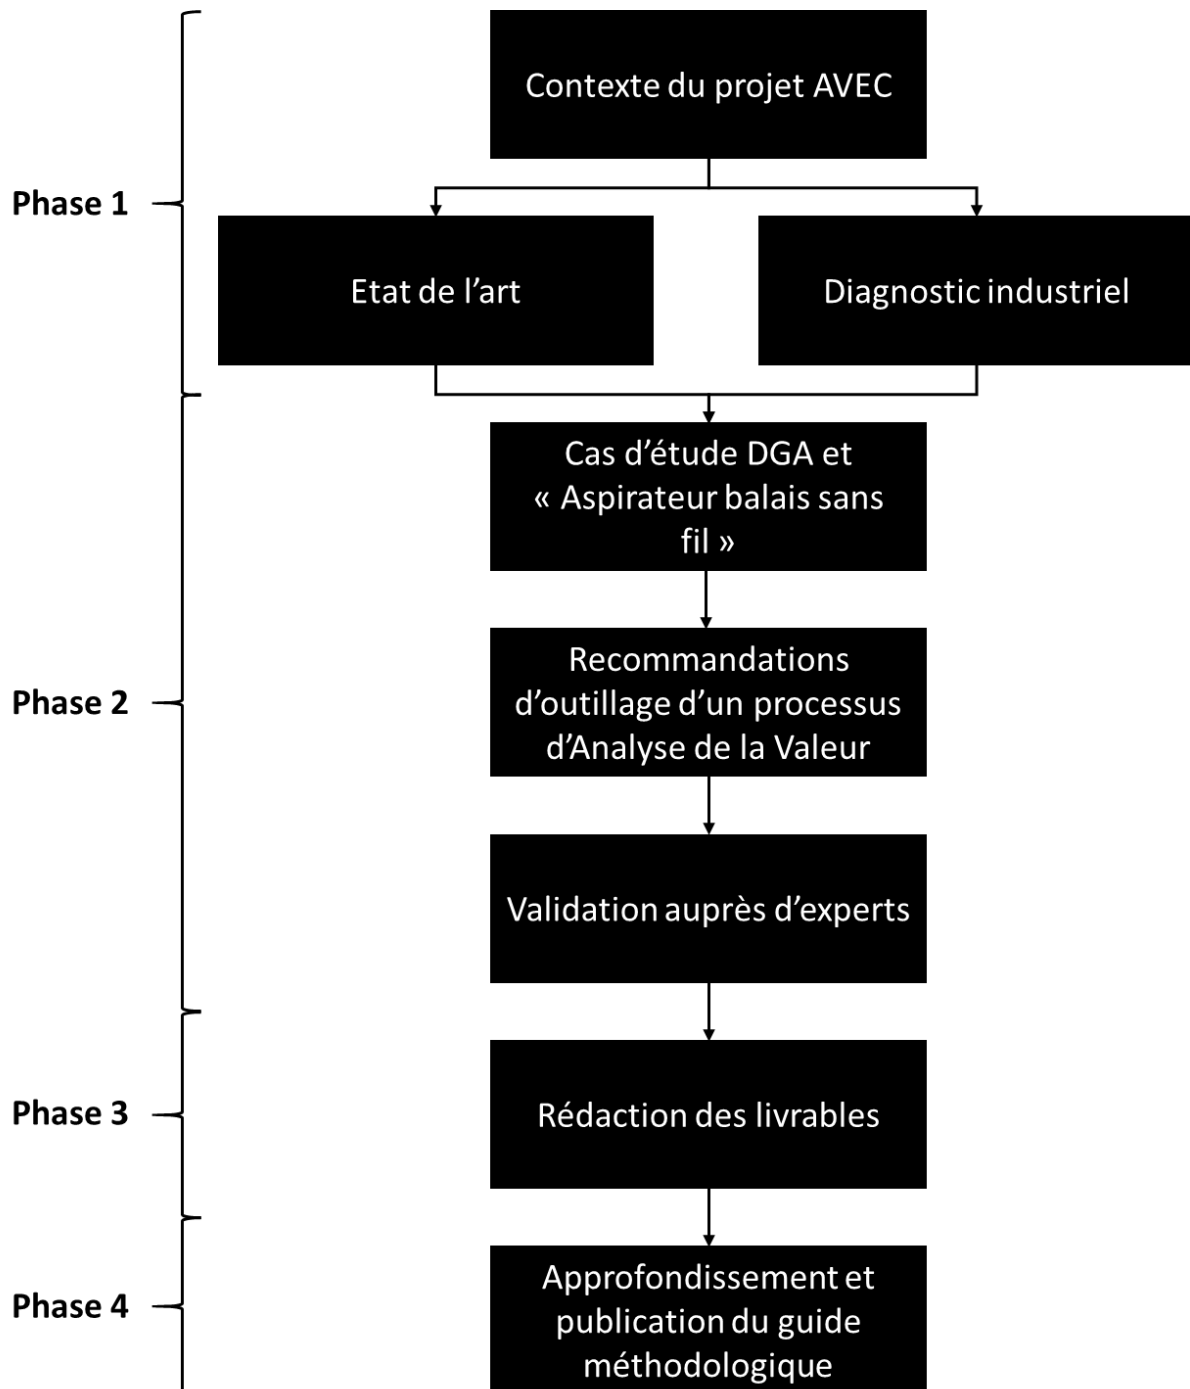 Contexte du projet AVEC
Phase 1
Etat de l’art
Diagnostic industriel
Cas d’étude DGA et
« Aspirateur balais sans
fil »
Phase 2
Recommandations
d’outillage d’un processus
d’Analyse de la Valeur
Validation auprès d’experts
Phase 3
Rédaction des livrables
Phase 4
Approfondissement et
publication du guide
méthodologique